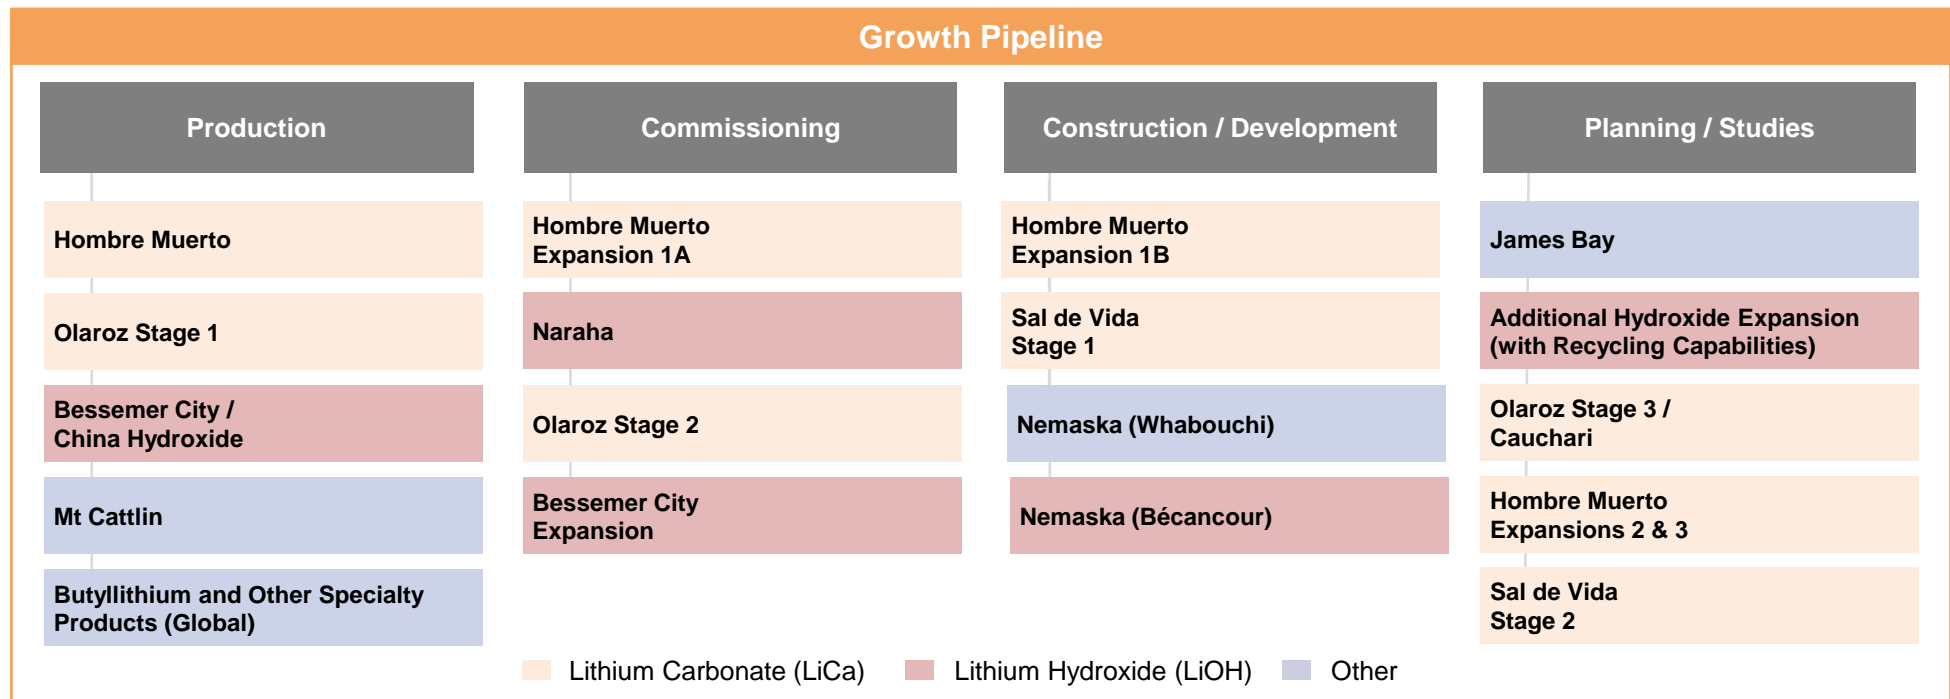 Growth Pipeline
Production
Hombre Muerto
Olaroz Stage 1
Bessemer City /
China Hydroxide
Mt Cattlin
Butyllithium and Other Specialty
Products (Global)
Commissioning
Hombre Muerto
Expansion 1A
Naraha
Olaroz Stage 2
Bessemer City
Expansion
Construction / Development
Hombre Muerto
Expansion 1B
Sal de Vida
Stage 1
Nemaska (Whabouchi)
Nemaska (Bécancour)
Planning / Studies
James Bay
Additional Hydroxide Expansion
(with Recycling Capabilities)
Olaroz Stage 3 /
Cauchari
Hombre Muerto
Expansions 2 & 3
Sal de Vida
Stage 2
Lithium Carbonate (LiCa)
Lithium Hydroxide (LiOH)
Other